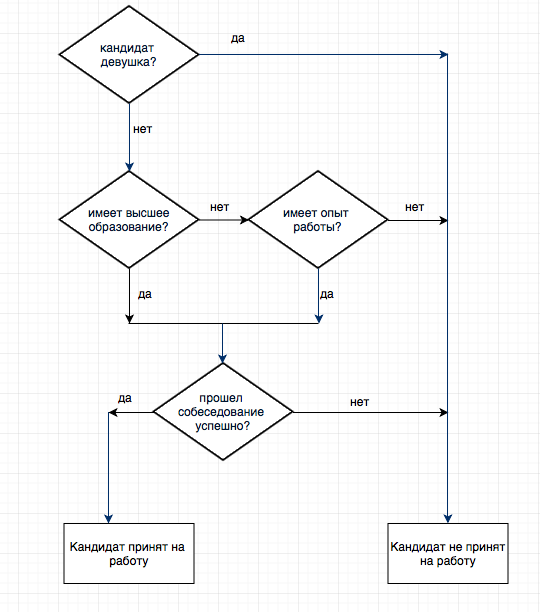 да
кандидат
девушка?
нет
имеет высшее
образование?
нет
имеет опыт
работы?
нет
да
да
прошел
собеседование
успешно?
да
нет
Кандидат принят на
работу
Кандидат не принят
на работу